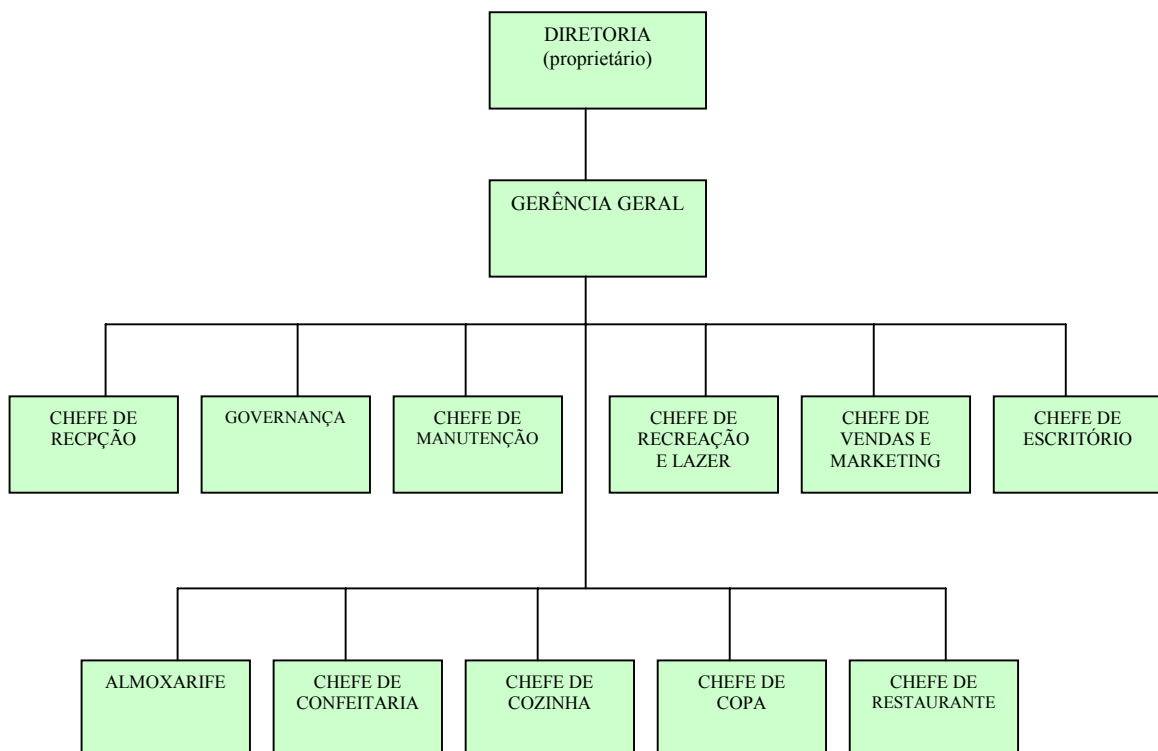 DIRETORIA
(proprietário)
GERÊNCIA GERAL
CHEFE DE
RECPÇÃO
GOVERNANÇA
CHEFE DE
MANUTENÇÃO
CHEFE DE
RECREAÇÃO
E LAZER
CHEFE DE
VENDAS E
MARKETING
CHEFE DE
ESCRITÓRIO
ALMOXARIFE
CHEFE DE
CONFEITARIA
CHEFE DE
COZINHA
CHEFE DE
COPA
CHEFE DE
RESTAURANTE